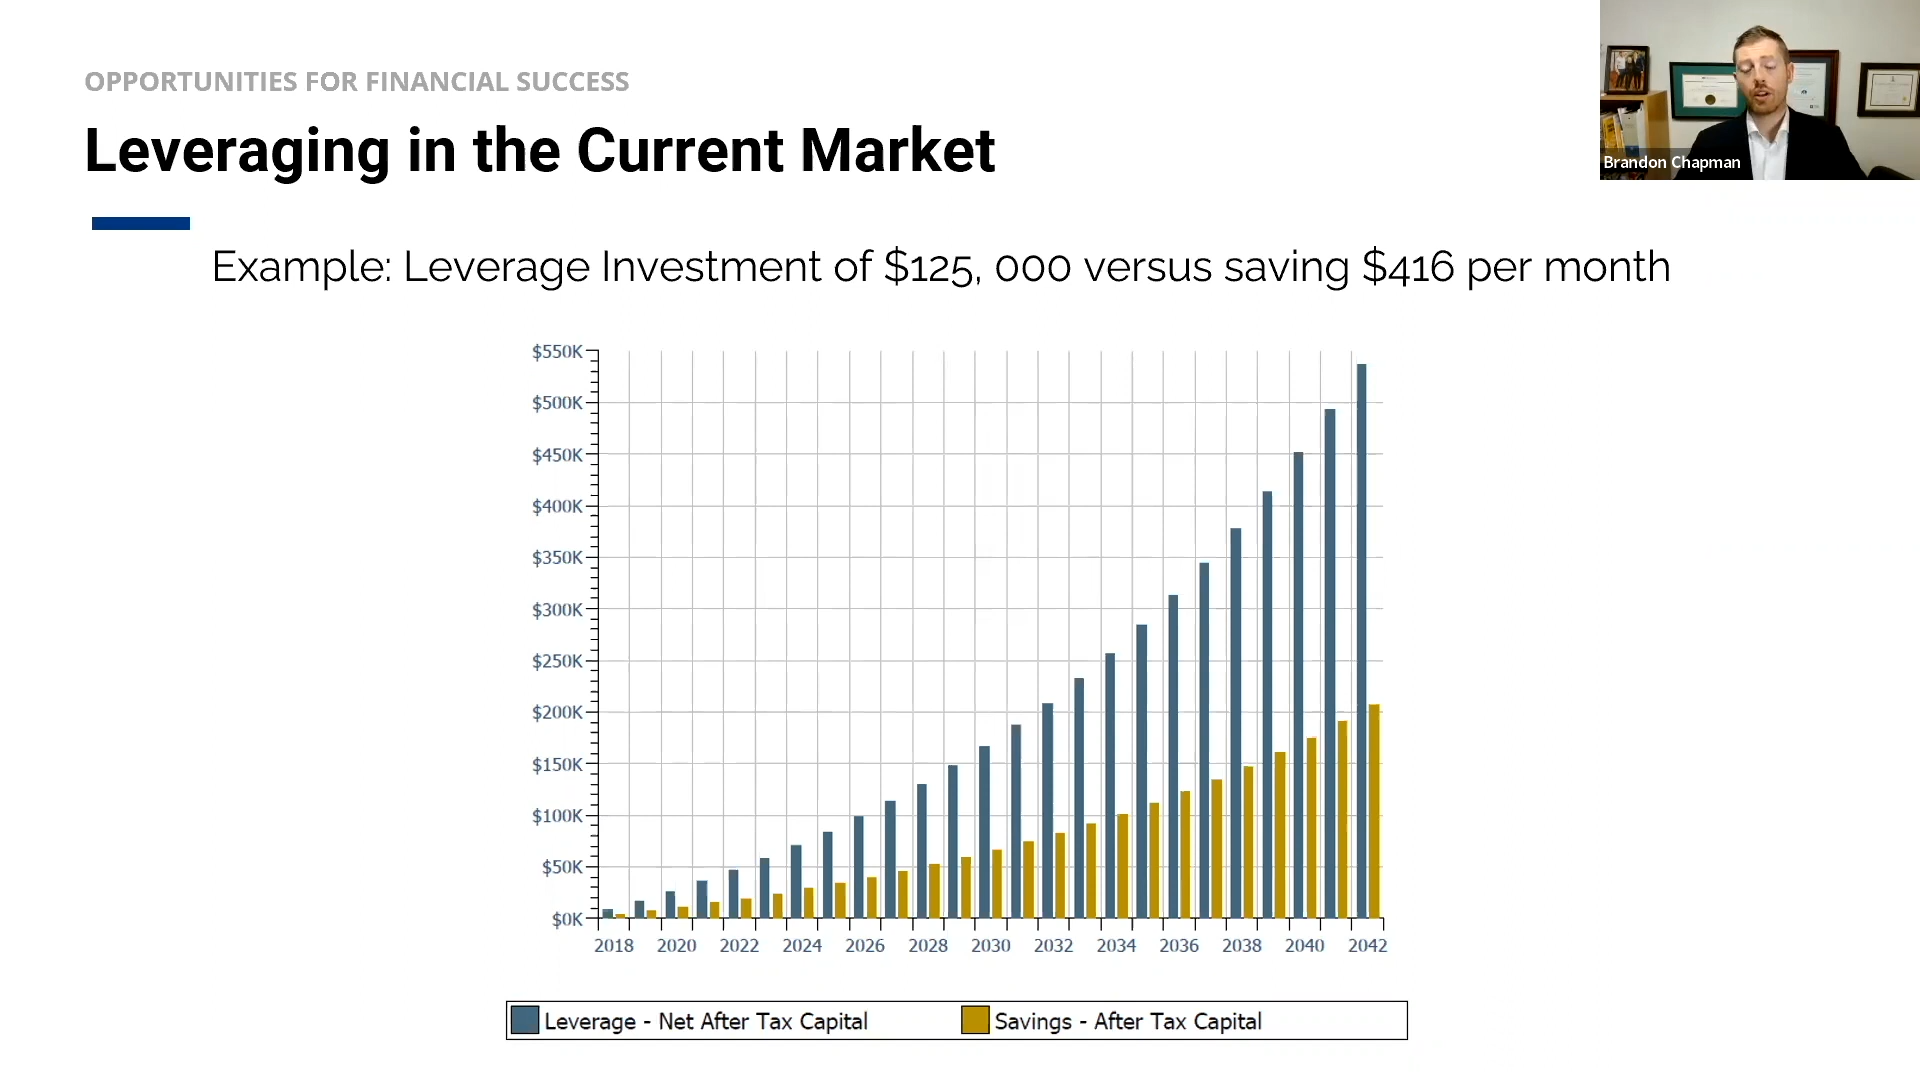 OPPORTUNITIES FOR FINANCIAL SUCCESS
Leveraging in the Current Market
Brandon Chapman
Example: Leverage Investment of $125, 000 versus saving $416 per month
$550K
$500K
$450K
$400K
$350K
$300K
$250K
$200K
$150K
$100K
$50K
$0K
2018 2020 2022 2024 2026 2028 2030 2032 2034 2036 2038 2040 2042
Leverage - Net After Tax Capital Savings - After Tax Capital